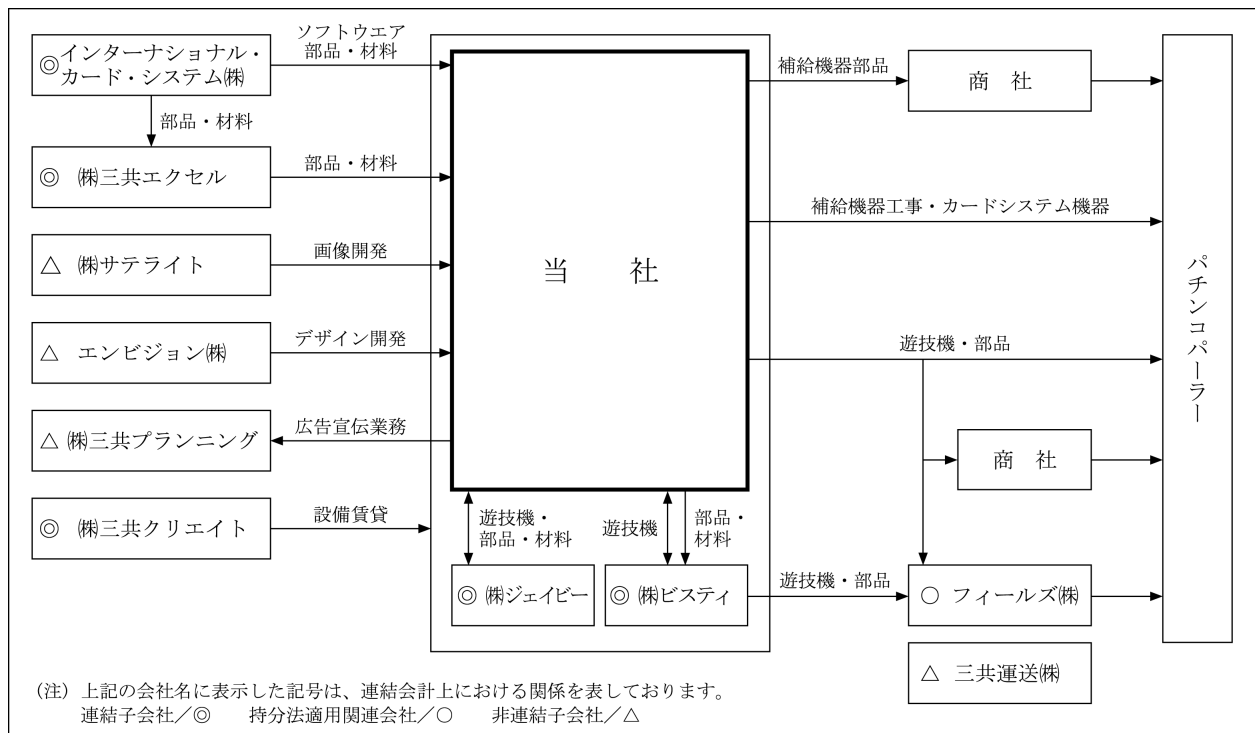 ◎インターナショナル・
カード・システム㈱
ソフトウエア
部品・材料
部品・材料
◎ ㈱三共エクセル
部品・材料
△ ㈱サテライト
画像開発
△ エンビジョン㈱
デザイン開発
△ ㈱三共プランニング
広告宣伝業務
◎ ㈱三共クリエイト
設備賃貸
当 社
遊技機・
部品・材料
遊技機
部品・
材料
◎ ㈱ジェイビー
◎ ㈱ビスティ
補給機器部品
商 社
補給機器工事・カードシステム機器
遊技機・部品
商 社
遊技機・部品
○ フィールズ㈱
△ 三共運送㈱
パチンコパーラー
(注) 上記の会社名に表示した記号は、連結会計上における関係を表しております。
連結子会社/◎ 持分法適用関連会社/○ 非連結子会社/△